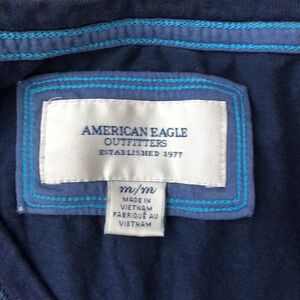 AMERICAN EAGLE
OUTFITTERS
ESTABLISHED 1977
m/m
MADE IN
VIETNAM
FABRIQUÉ AU
VIETNAM